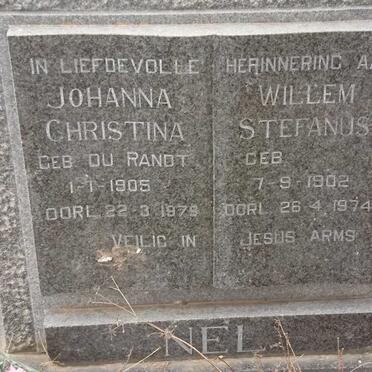 IN LIEFDEVOLLE HERINNERING A
JOHANNA
CHRISTINA
GEB DU RANDT
1-1-1905
OORL 22-3-1979
WILLEM
STEFANUS
GEB
7-9-1902
OORL 26-4-1974
VEILIG IN JESUS ARMS
NEL